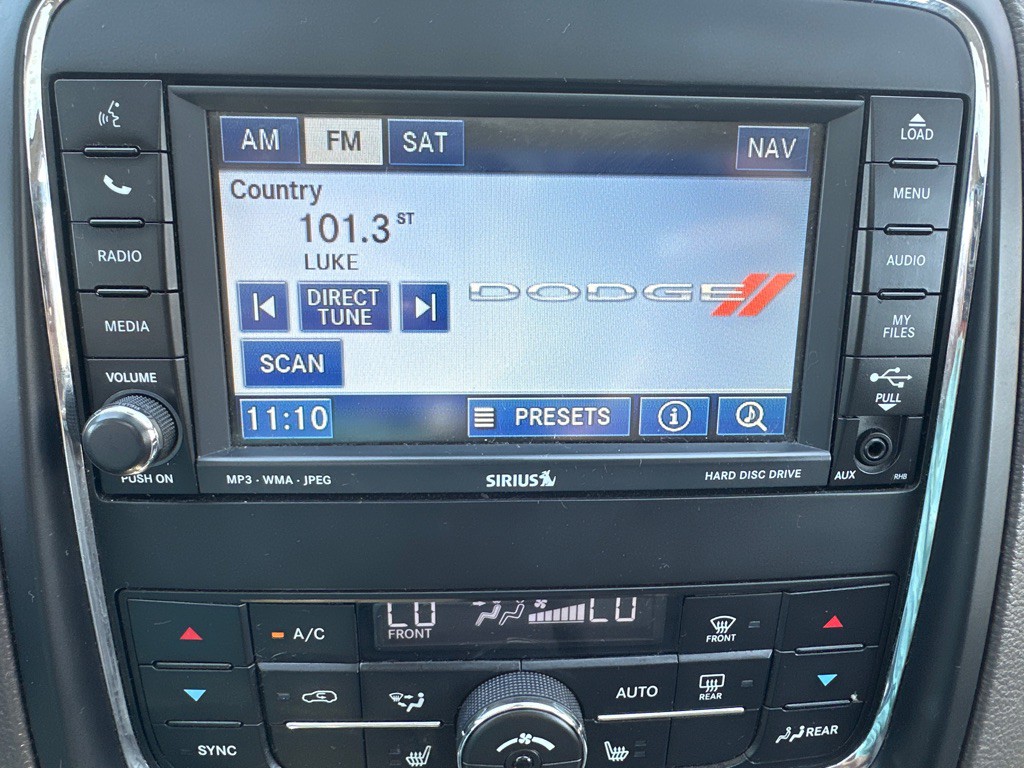 AM FM SAT NAV
Country
101.3 ST
LUKE
DIRECT
TUNE
SCAN
DODGE
11:10 PRESETS
RADIO
MEDIA
VOLUME
PUSH ON
LOAD
MENU
AUDIO
MY
FILES
PULL
AUX RHB
MP3 · WMA · JPEG SIRIUS HARD DISC DRIVE
A/C
LO LO
FRONT
FRONT
AUTO
REAR
SYNC
REAR